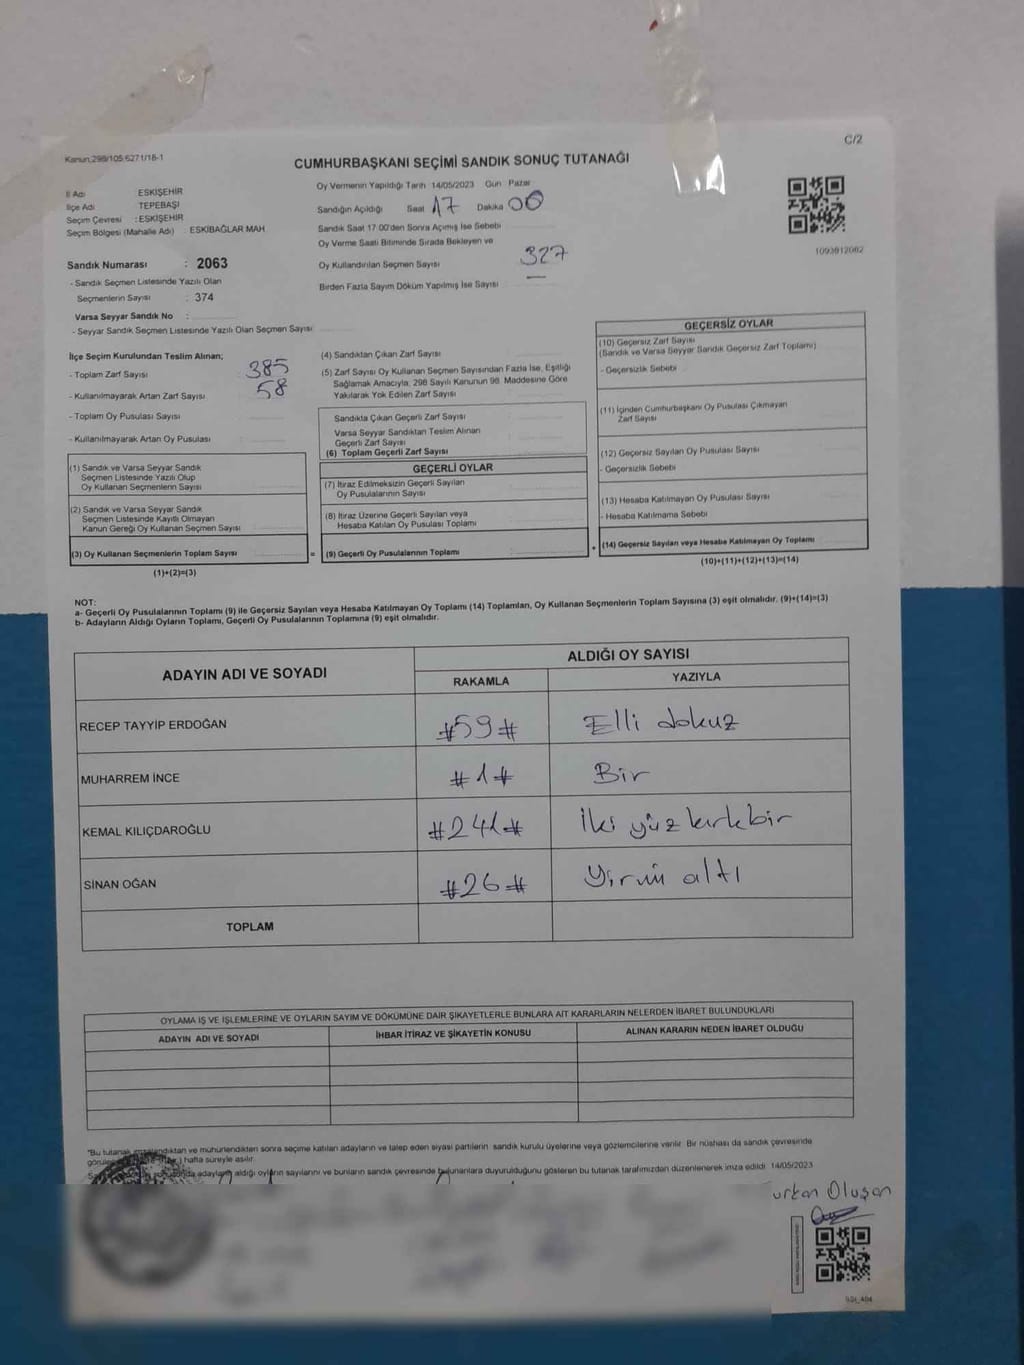 C/2
Kanun;298/105;6271/18-1
CUMHURBAŞKANI SEÇİMİ SANDIK SONUÇ TUTANAĞI
İl Adı ESKİŞEHİR
İlçe Adı TEPEBAŞI
Seçim Çevresi : ESKİŞEHİR
Seçim Bölgesi (Mahalle Adı) : ESKİBAĞLAR MAH.
Sandık Numarası : 2063
- Sandık Seçmen Listesinde Yazılı Olan
Seçmenlerin Sayısı : 374
Varsa Seyyar Sandık No :
- Seyyar Sandık Seçmen Listesinde Yazılı Olan Seçmen Sayısı
Oy Vermenin Yapıldığı Tarih 14/05/2023 Gün Pazar
Sandığın Açıldığı Saat 17 Dakika 00
Sandık Saat 17.00'den Sonra Açımış İse Sebebi
Oy Verme Saati Bitiminde Sırada Bekleyen ve
Oy Kullandırılan Seçmen Sayısı 327
Birden Fazla Sayım Döküm Yapılmış İse Sayısı —
1093812082
İlçe Seçim Kurulundan Teslim Alınan;
- Toplam Zarf Sayısı 385
- Kullanılmayarak Artan Zarf Sayısı 58
- Toplam Oy Pusulası Sayısı
- Kullanılmayarak Artan Oy Pusulası
(1) Sandık ve Varsa Seyyar Sandık
Seçmen Listesinde Yazılı Olup
Oy Kullanan Seçmenlerin Sayısı
(2) Sandık ve Varsa Seyyar Sandık
Seçmen Listesinde Kayıtlı Olmayan
Kanun Gereği Oy Kullanan Seçmen Sayısı
(3) Oy Kullanan Seçmenlerin Toplam Sayısı
(1)+(2)=(3)
(4) Sandıktan Çıkan Zarf Sayısı
(5) Zarf Sayısı Oy Kullanan Seçmen Sayısından Fazla İse, Eşitliği
Sağlamak Amacıyla, 298 Sayılı Kanunun 98. Maddesine Göre
Yakılarak Yok Edilen Zarf Sayısı
Sandıkta Çıkan Geçerli Zarf Sayısı
Varsa Seyyar Sandıktan Teslim Alınan
Geçerli Zarf Sayısı
(6) Toplam Geçerli Zarf Sayısı
GEÇERLİ OYLAR
(7) İtiraz Edilmeksizin Geçerli Sayılan
Oy Pusulalarının Sayısı
(8) İtiraz Üzerine Geçerli Sayılan veya
Hesaba Katılan Oy Pusulası Toplamı
= (9) Geçerli Oy Pusulalarının Toplamı
GEÇERSİZ OYLAR
(10) Geçersiz Zarf Sayısı
(Sandık ve Varsa Seyyar Sandık Geçersiz Zarf Toplamı)
- Geçersizlik Sebebi
(11) İçinden Cumhurbaşkanı Oy Pusulası Çıkmayan
Zarf Sayısı
(12) Geçersiz Sayılan Oy Pusulası Sayısı
- Geçersizlik Sebebi
(13) Hesaba Katılmayan Oy Pusulası Sayısı
- Hesaba Katılmama Sebebi
+ (14) Geçersiz Sayılan veya Hesaba Katılmayan Oy Toplamı
(10)+(11)+(12)+(13)=(14)
NOT:
a- Geçerli Oy Pusulalarının Toplamı (9) ile Geçersiz Sayılan veya Hesaba Katılmayan Oy Toplamı (14) Toplamları, Oy Kullanan Seçmenlerin Toplam Sayısına (3) eşit olmalıdır. (9)+(14)=(3)
b- Adayların Aldığı Oyların Toplamı, Geçerli Oy Pusulalarının Toplamına (9) eşit olmalıdır.
ADAYIN ADI VE SOYADI
ALDIĞI OY SAYISI
RAKAMLA YAZIYLA
RECEP TAYYİP ERDOĞAN #59# Elli dokuz
MUHARREM İNCE #1# Bir
KEMAL KILIÇDAROĞLU #241# İki yüz kırkbir
SİNAN OĞAN #26# Yirmi altı
TOPLAM
OYLAMA İŞ VE İŞLEMLERİNE VE OYLARIN SAYIM VE DÖKÜMÜNE DAİR ŞİKAYETLERLE BUNLARA AİT KARARLARIN NELERDEN İBARET BULUNDUKLARI
ADAYIN ADI VE SOYADI İHBAR İTİRAZ VE ŞİKAYETİN KONUSU ALINAN KARARIN NEDEN İBARET OLDUĞU
"Bu tutanak imzalandıktan ve mühürlendikten sonra seçime katılan adayların ve talep eden siyasi partilerin sandık kurulu üyelerine veya gözlemcilerine verilir. Bir nüshası da sandık çevresinde
hafta süreyle asılır.
adayların aldığı oyların sayılarını ve bunların sandık çevresinde bulunanlara duyurulduğunu gösteren bu tutanak tarafımızdan düzenlenerek imza edildi 14/05/2023
urkan Oluşan